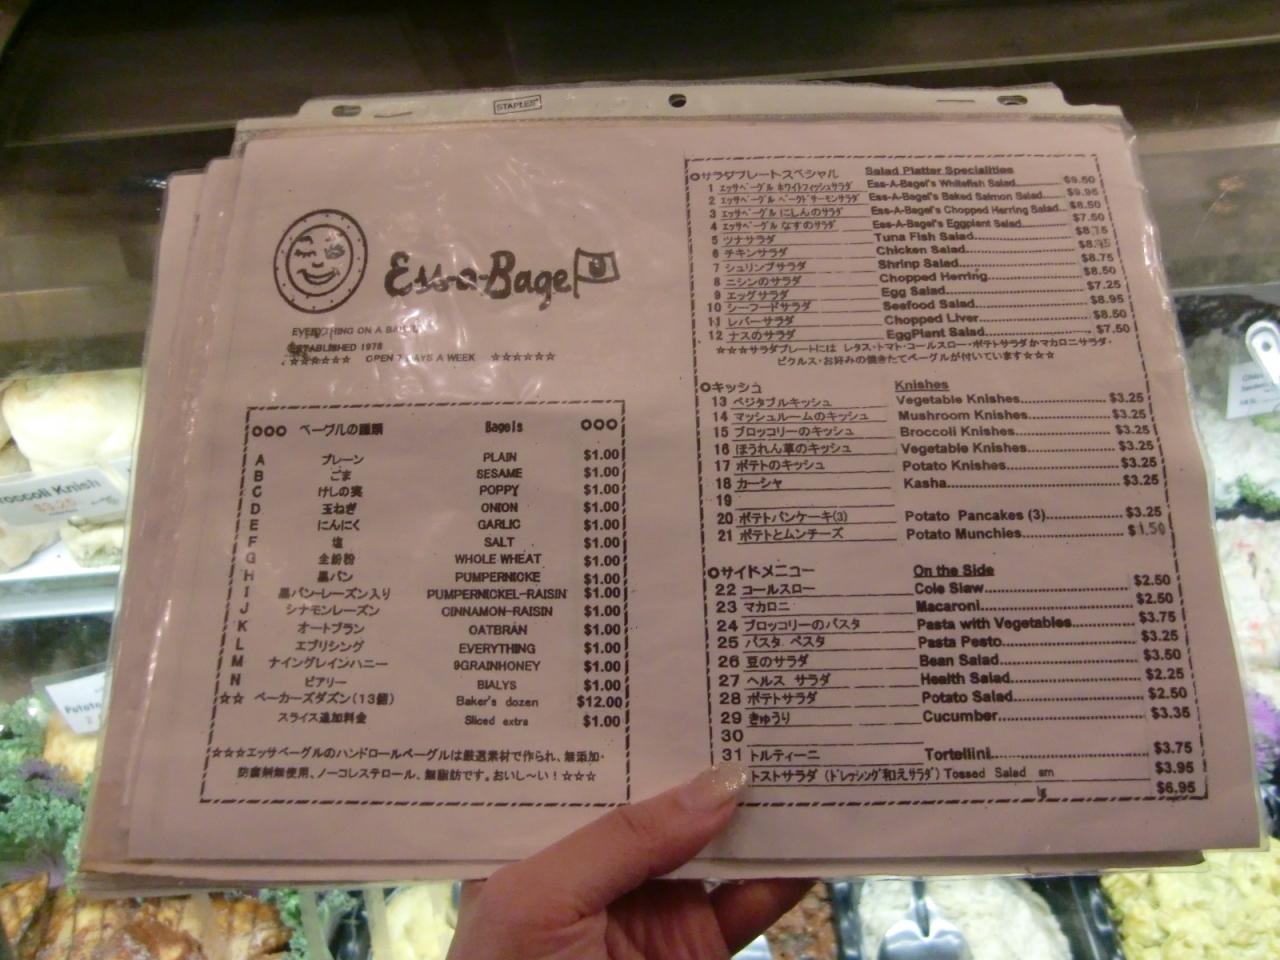 STAPLES
Ess-a-Bagel
ESTABLISHED 1978
☆☆☆☆☆☆ OPEN 7 DAYS A WEEK ☆☆☆☆☆☆
○○○ ベーグルの種類 Bagels ○○○
A プレーン PLAIN $1.00
B ごま SESAME $1.00
C けしの実 POPPY $1.00
D 玉ねぎ ONION $1.00
E にんにく GARLIC $1.00
F 塩 SALT $1.00
G 全粉粉 WHOLE WHEAT $1.00
H 黒パン PUMPERNICKE $1.00
I 黒パン-レーズン入り PUMPERNICKEL-RAISIN $1.00
J シナモンレーズン CINNAMON-RAISIN $1.00
K オートブラン OATBRAN $1.00
L エブリシング EVERYTHING $1.00
M ナイングレインハニー 9GRAINHONEY $1.00
N ビアリー BIALYS $1.00
☆☆ ベーカーズダズン(13個) Baker's dozen $12.00
スライス追加料金 Sliced extra $1.00
☆☆☆エッサベーグルのハンドロールベーグルは厳選素材で作られ、無添加・
防腐剤無使用、ノーコレステロール、無脂肪です。おいし〜い！☆☆☆
○サラダプレートスペシャル Salad Platter Specialities
1 エッサベーグル ホワイトフィッシュサラダ Ess-A-Bagel's Whitefish Salad $9.50
2 エッサベーグル ベークドサーモンサラダ Ess-A-Bagel's Baked Salmon Salad $9.95
3 エッサベーグル にしんのサラダ Ess-A-Bagel's Chopped Herring Salad $8.50
4 エッサベーグル なすのサラダ Ess-A-Bagel's Eggplant Salad $7.50
5 ツナサラダ Tuna Fish Salad $8.75
6 チキンサラダ Chicken Salad
7 シュリンプサラダ Shrinp Salad $8.75
8 ニシンのサラダ Chopped Herring $8.50
9 エッグサラダ Egg Salad $7.25
10 シーフードサラダ Seafood Salad $8.95
11 レバーサラダ Chopped Liver $8.50
12 ナスのサラダ EggPlant Salad $7.50
☆☆☆サラダプレートには レタス・トマト・コールスロー・ポテトサラダかマカロニサラダ・
ピクルス・お好みの焼きたてベーグルが付いています☆☆☆
○キッシュ Knishes
13 ベジタブルキッシュ Vegetable Knishes $3.25
14 マッシュルームのキッシュ Mushroom Knishes $3.25
15 ブロッコリーのキッシュ Broccoli Knishes $3.25
16 ほうれん草のキッシュ Vegetable Knishes $3.25
17 ポテトのキッシュ Potato Knishes $3.25
18 カーシャ Kasha $3.25
19
20 ポテトパンケーキ(3) Potato Pancakes (3) $3.25
21 ポテトとムンチーズ Potato Munchies $1.50
○サイドメニュー On the Side
22 コールスロー Cole Slaw $2.50
23 マカロニ Macaroni $2.50
24 ブロッコリーのパスタ Pasta with Vegetables $3.75
25 パスタ ペスタ Pasta Pesto $3.25
26 豆のサラダ Bean Salad $3.50
27 ヘルス サラダ Health Salad $2.25
28 ポテトサラダ Potato Salad $2.50
29 きゅうり Cucumber $3.35
30
31 トルティーニ Tortellini $3.75
トストサラダ (ドレッシング和えサラダ) Tossed Salad sm $3.95
lg $6.95
Broccoli Knish
$3.25